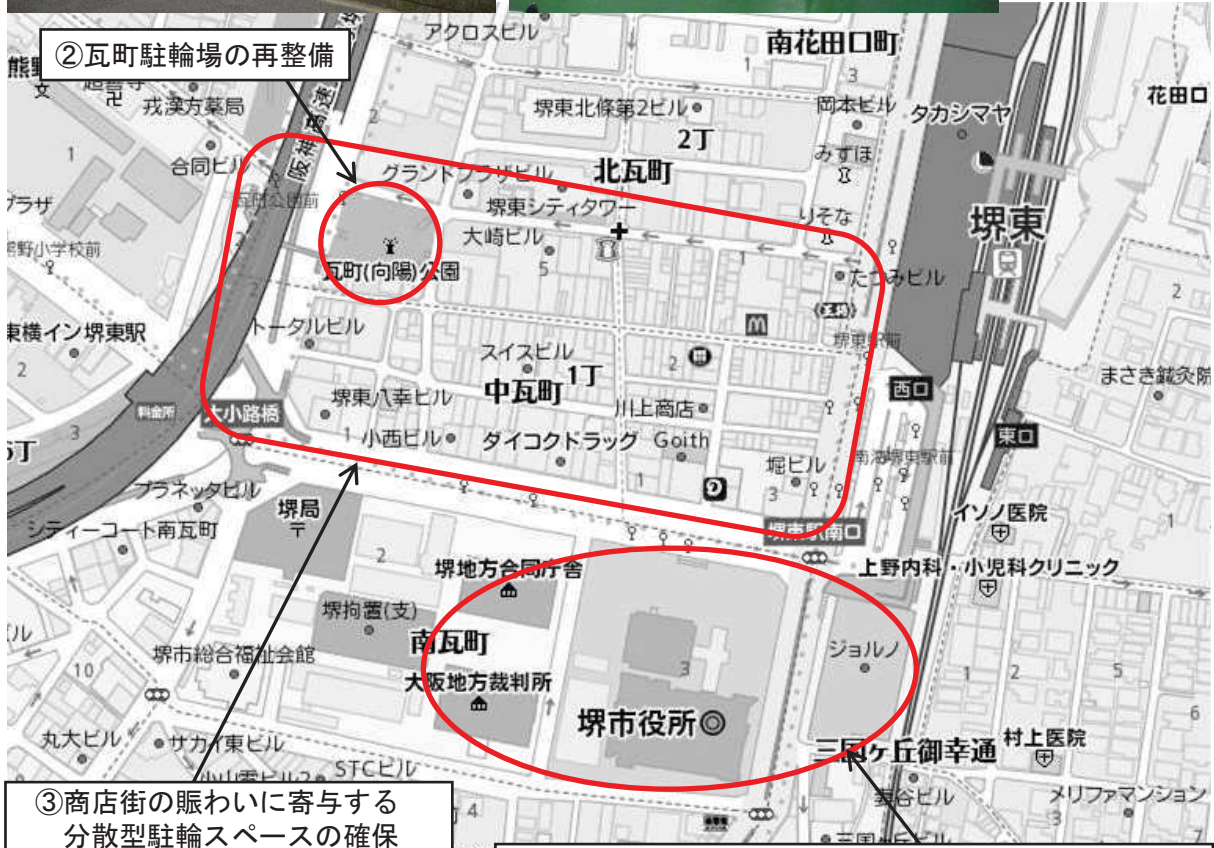 アクロスビル
南花田口町
②瓦町駐輪場の再整備
戎漢方薬局
堺東北條第2ビル
岡本ビル
タカシマヤ
花田口
2丁
みずほ
合同ビル
グランドプラザビル
北瓦町
堺東シティタワー
りそな
堺東
大崎ビル
瓦町(向陽)公園
たつみビル
東横イン堺東駅
トータルビル
堺東駅前
スイスビル
中瓦町
1丁
西口
まさき鍼灸院
料金所
大小路橋
堺東八幸ビル
川上商店
小西ビル
ダイコクドラッグ
Goith
東口
堀ビル
南海堺東駅前
プラネッタビル
堺局
堺東駅南口
イソノ医院
シティーコート南瓦町
堺地方合同庁舎
上野内科・小児科クリニック
堺拘置(支)
南瓦町
ジョルノ
堺市総合福祉会館
大阪地方裁判所
堺市役所
丸大ビル
サカイ東ビル
三国ヶ丘御幸通
村上医院
STCビル
メリファマンション
③商店街の賑わいに寄与する
分散型駐輪スペースの確保